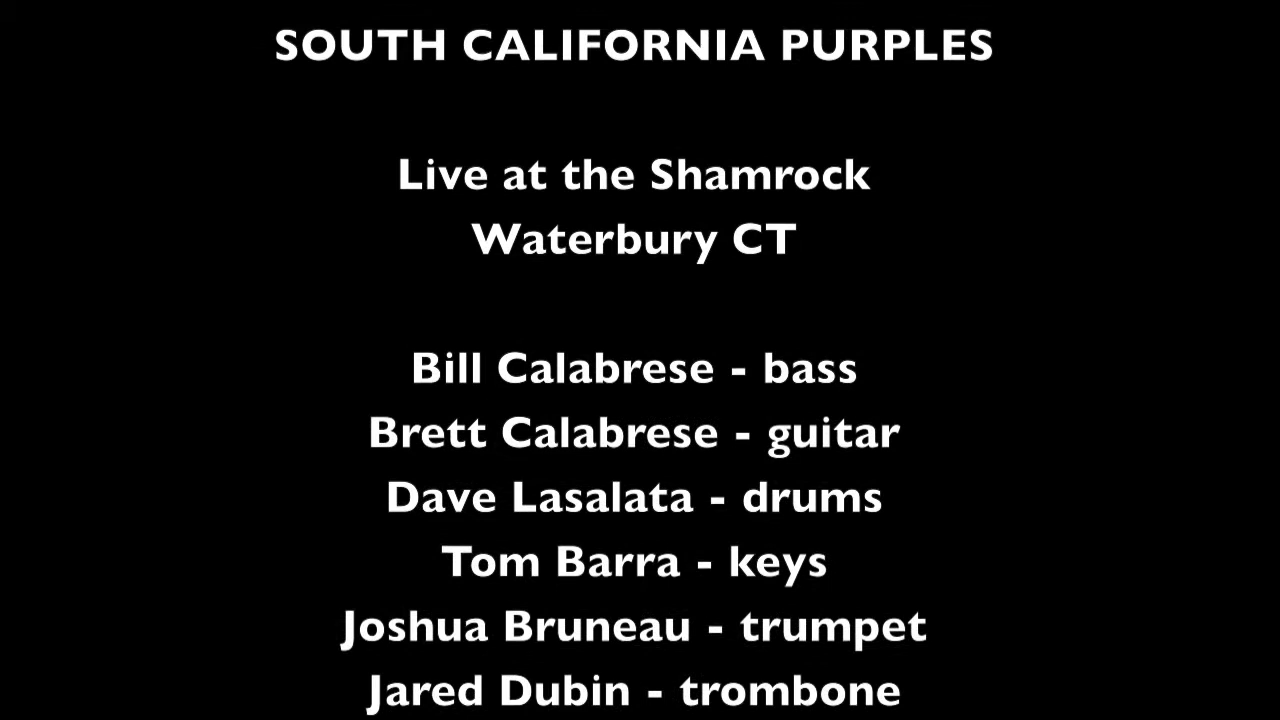 SOUTH CALIFORNIA PURPLES
Live at the Shamrock
Waterbury CT
Bill Calabrese - bass
Brett Calabrese - guitar
Dave Lasalata - drums
Tom Barra - keys
Joshua Bruneau - trumpet
Jared Dubin - trombone